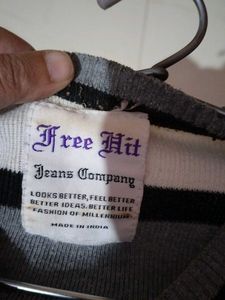 Free Hit
Jeans Company
LOOKS BETTER, FEEL BETTER
BETTER IDEAS. BETTER LIFE
FASHION OF MILLENNIUM
MADE IN INDIA